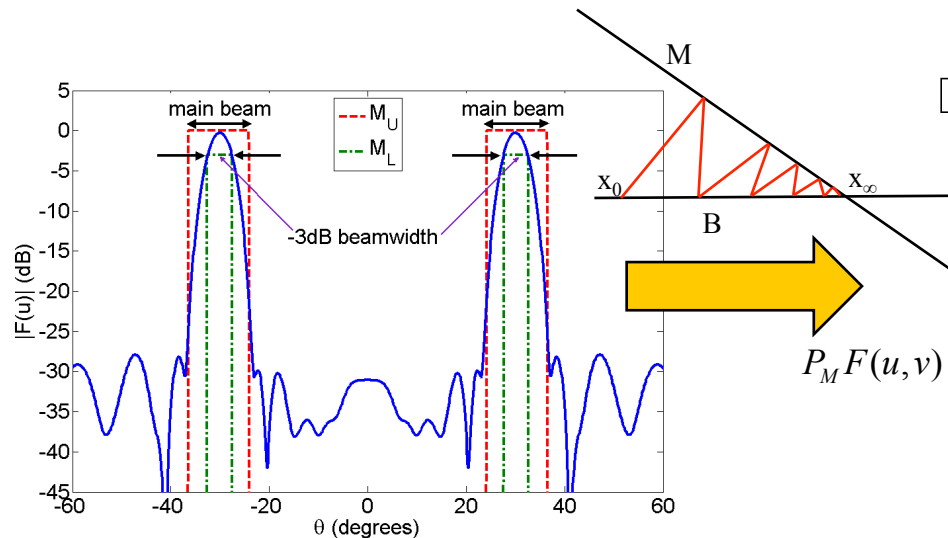 M
5
main beam
main beam
0
M_U
M_L
-5
x_0
x_∞
B
-10
-3dB beamwidth
-15
|F(u)| (dB)
-20
-25
-30
P_M F(u,v)
-35
-40
-45
-60
-40
-20
0
20
40
60
θ (degrees)